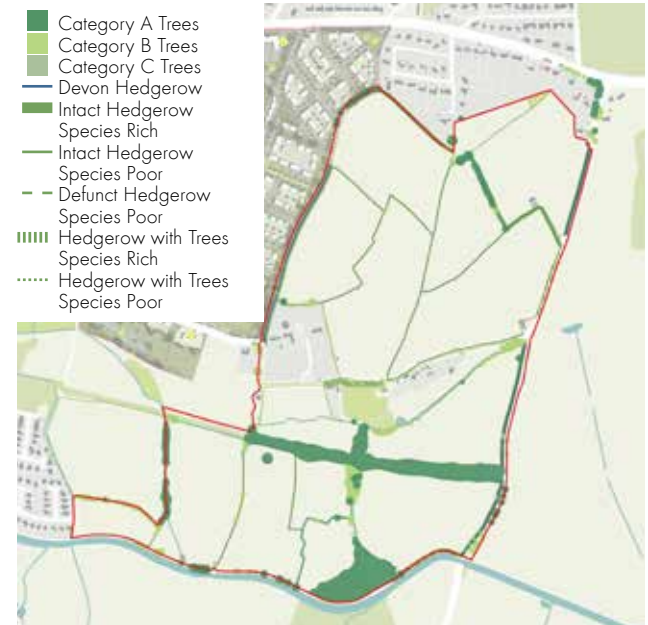 Category A Trees
Category B Trees
Category C Trees
Devon Hedgerow
Intact Hedgerow
Species Rich
Intact Hedgerow
Species Poor
Defunct Hedgerow
Species Poor
Hedgerow with Trees
Species Rich
Hedgerow with Trees
Species Poor